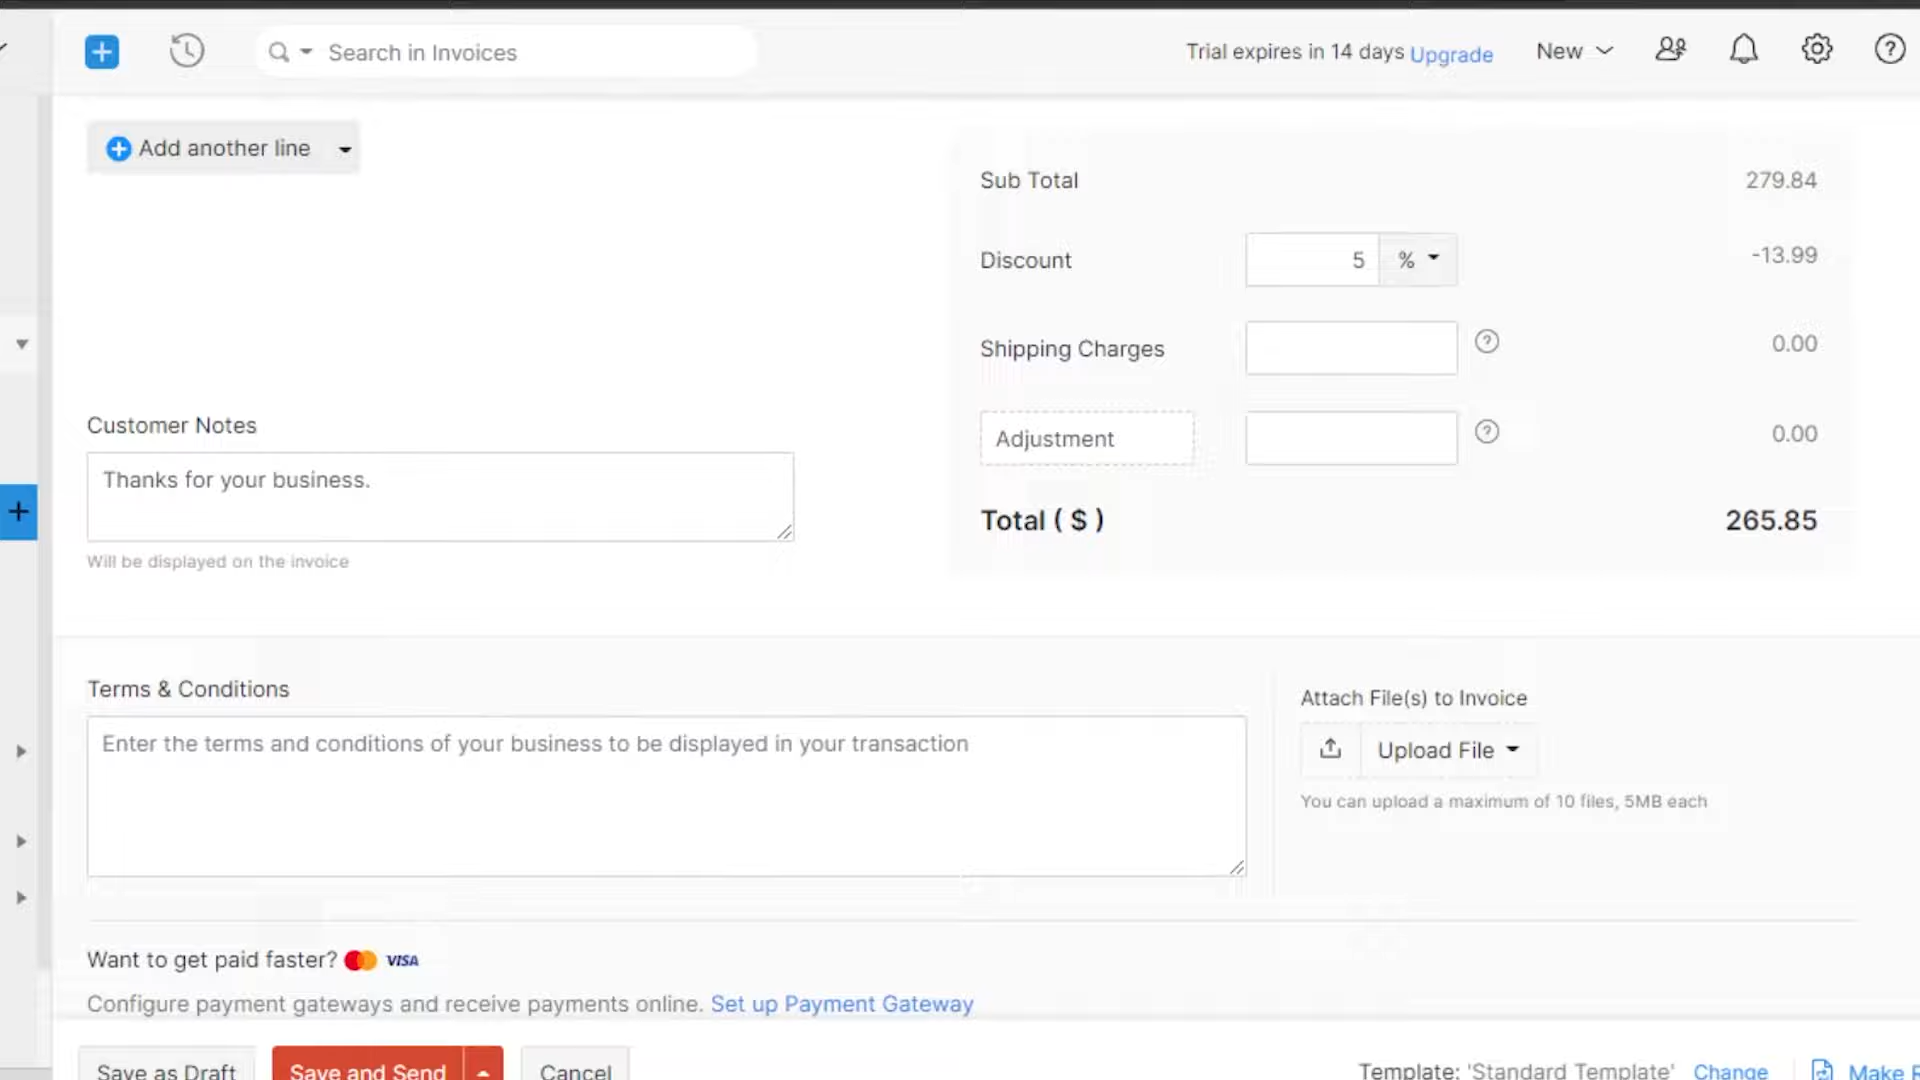 Search in Invoices
Trial expires in 14 days Upgrade
New
Add another line
Sub Total 279.84
Discount 5 % -13.99
Shipping Charges 0.00
Adjustment 0.00
Total ( $ ) 265.85
Customer Notes
Thanks for your business.
Will be displayed on the invoice
Terms & Conditions
Enter the terms and conditions of your business to be displayed in your transaction
Attach File(s) to Invoice
Upload File
You can upload a maximum of 10 files, 5MB each
Want to get paid faster? VISA
Configure payment gateways and receive payments online. Set up Payment Gateway
Save as Draft
Save and Send
Cancel
Template: 'Standard Template' Change
Make